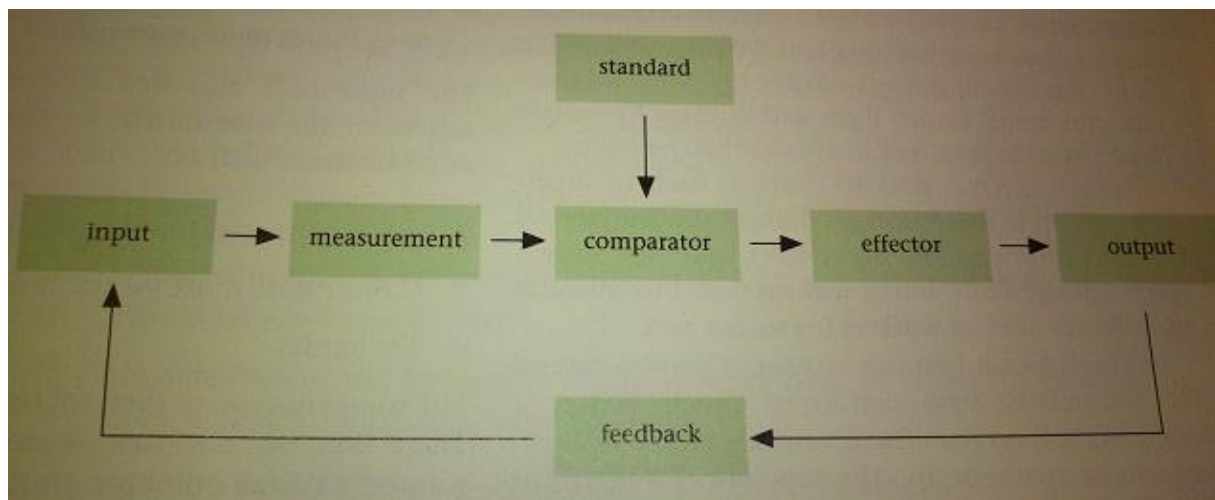 standard
input
measurement
comparator
effector
output
feedback